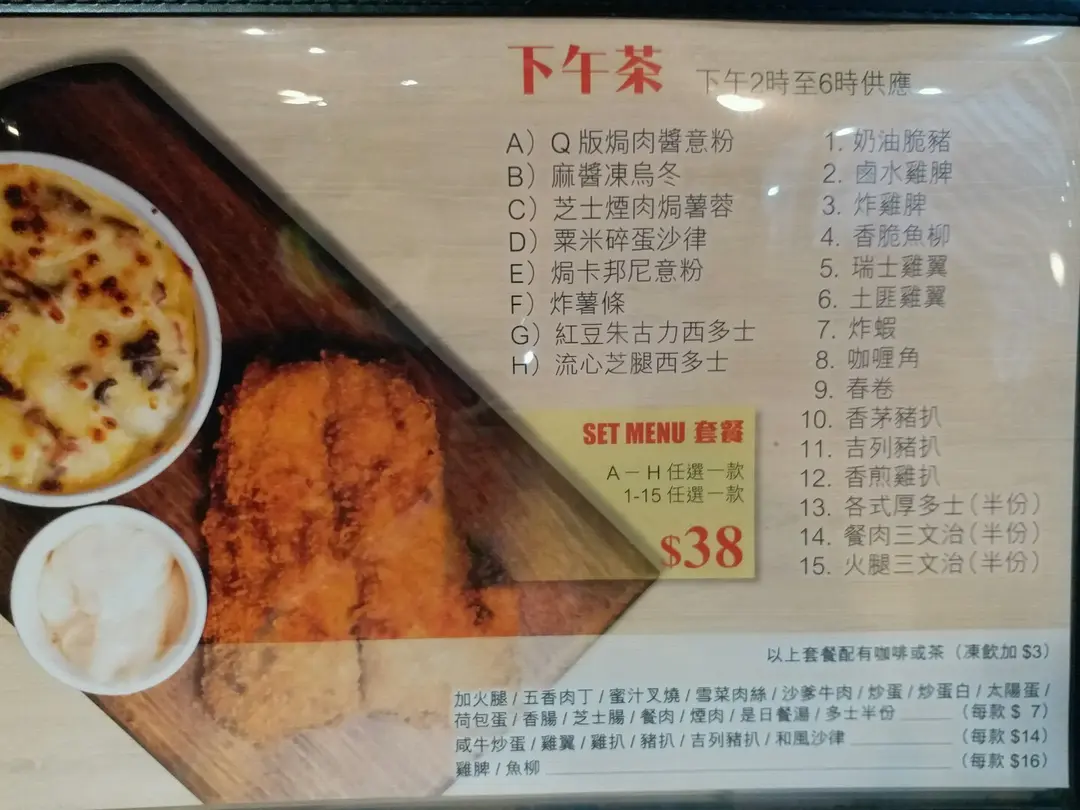 下午茶 下午2時至6時供應
A）Q 版焗肉醬意粉
B）麻醬凍烏冬
C）芝士煙肉焗薯蓉
D）粟米碎蛋沙律
E）焗卡邦尼意粉
F）炸薯條
G）紅豆朱古力西多士
H）流心芝腿西多士
1. 奶油脆豬
2. 鹵水雞脾
3. 炸雞脾
4. 香脆魚柳
5. 瑞士雞翼
6. 土匪雞翼
7. 炸蝦
8. 咖喱角
9. 春卷
10. 香茅豬扒
11. 吉列豬扒
12. 香煎雞扒
13. 各式厚多士（半份）
14. 餐肉三文治（半份）
15. 火腿三文治（半份）
SET MENU 套餐
A － H 任選一款
1-15 任選一款
$38
以上套餐配有咖啡或茶（凍飲加 $3）
加火腿 / 五香肉丁 / 蜜汁叉燒 / 雪菜肉絲 / 沙爹牛肉 / 炒蛋 / 炒蛋白 / 太陽蛋 /
荷包蛋 / 香腸 / 芝士腸 / 餐肉 / 煙肉 / 是日餐湯 / 多士半份 ______（每款 $ 7）
咸牛炒蛋 / 雞翼 / 雞扒 / 豬扒 / 吉列豬扒 / 和風沙律 ______（每款 $14）
雞脾 / 魚柳 ______（每款 $16）